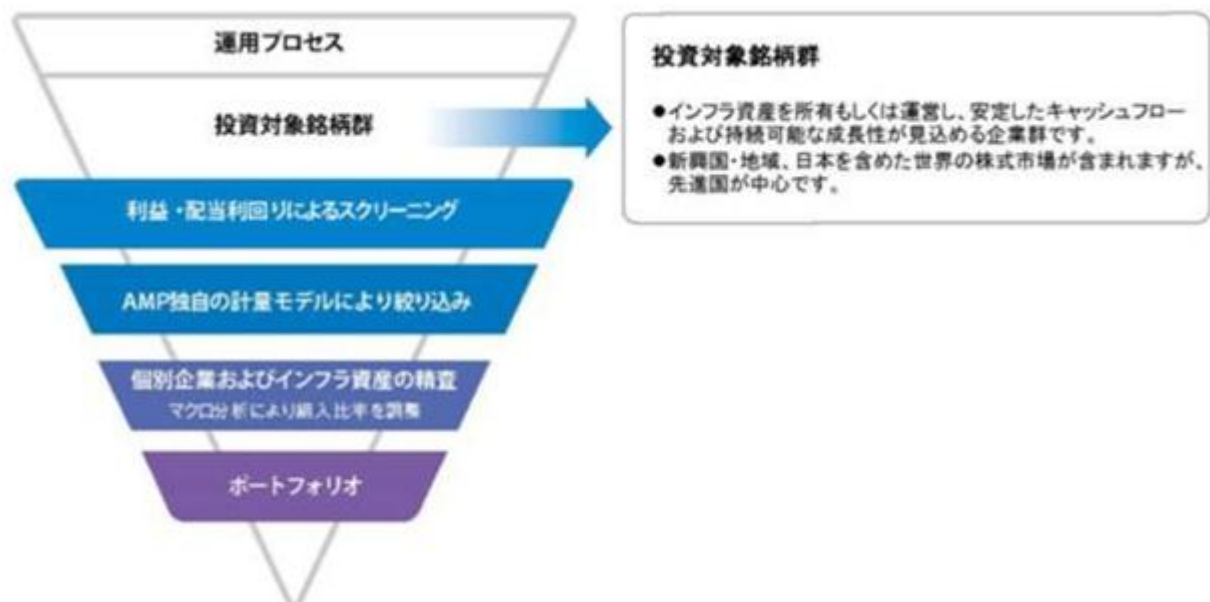 運用プロセス
投資対象銘柄群
利益・配当利回りによるスクリーニング
AMP独自の計量モデルにより絞り込み
個別企業およびインフラ資産の精査
マクロ分析により組入比率を調整
ポートフォリオ
投資対象銘柄群
●インフラ資産を所有もしくは運営し、安定したキャッシュフロー
および持続可能な成長性が見込める企業群です。
●新興国・地域、日本を含めた世界の株式市場が含まれますが、
先進国が中心です。